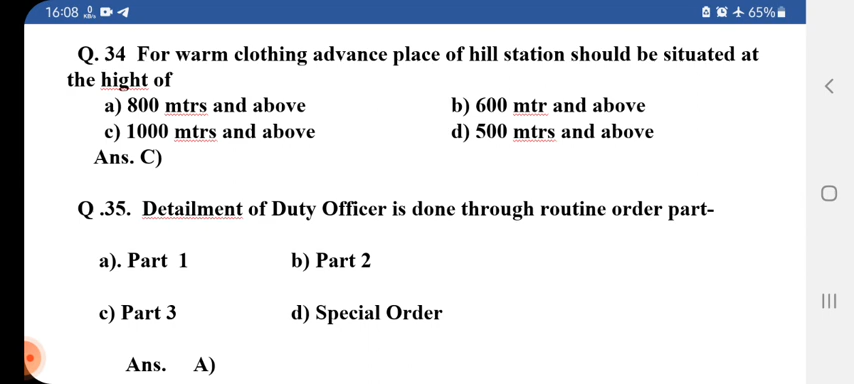 16:08 0 KB/s 65%
Q. 34 For warm clothing advance place of hill station should be situated at
the hight of
a) 800 mtrs and above b) 600 mtr and above
c) 1000 mtrs and above d) 500 mtrs and above
Ans. C)
Q .35. Detailment of Duty Officer is done through routine order part-
a). Part 1 b) Part 2
c) Part 3 d) Special Order
Ans. A)